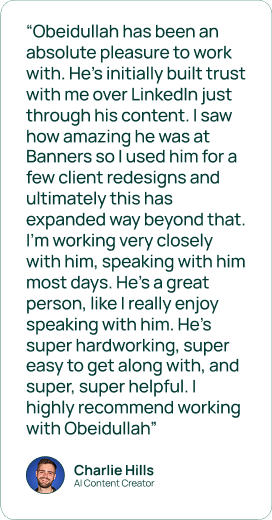 “Obeidullah has been an
absolute pleasure to work
with. He’s initially built trust
with me over LinkedIn just
through his content. I saw
how amazing he was at
Banners so I used him for a
few client redesigns and
ultimately this has
expanded way beyond that.
I’m working very closely
with him, speaking with him
most days. He’s a great
person, like I really enjoy
speaking with him. He’s
super hardworking, super
easy to get along with, and
super, super helpful. I
highly recommend working
with Obeidullah”
Charlie Hills
AI Content Creator